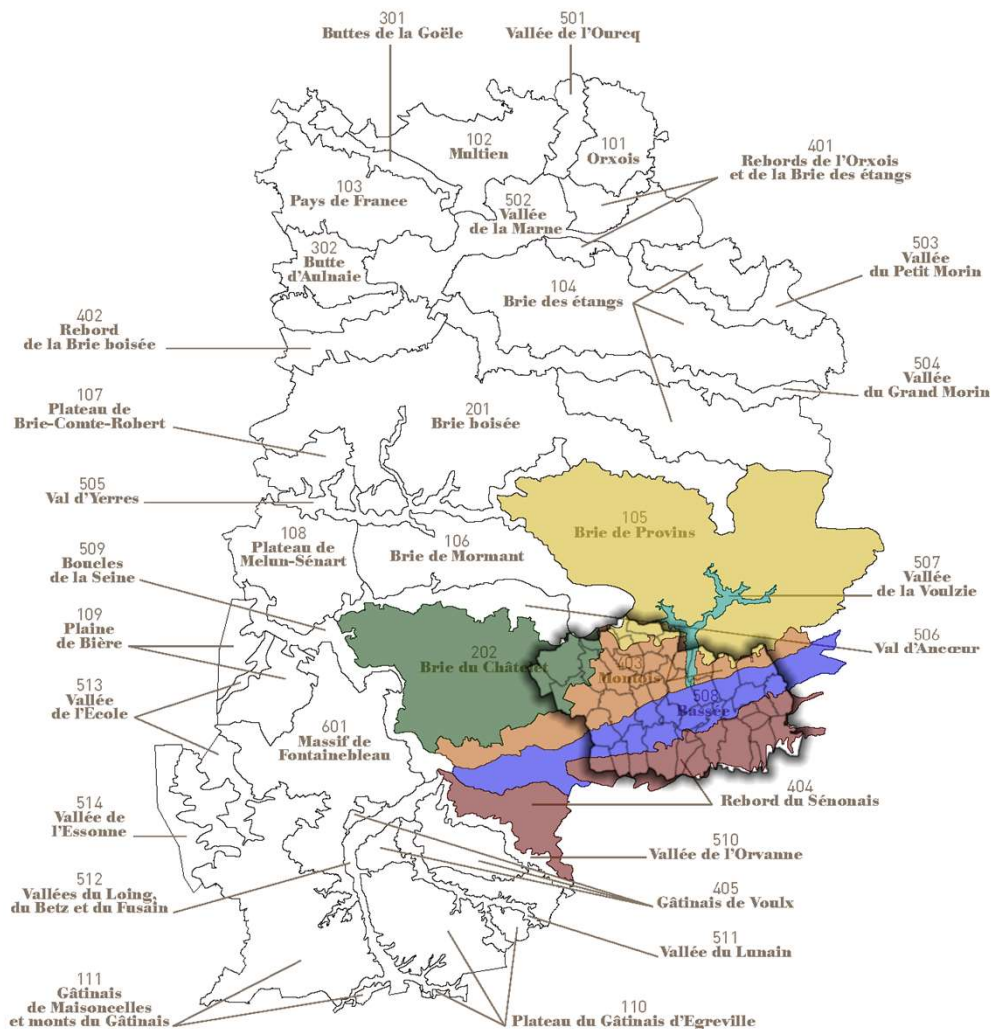 301
Buttes de la Goële
501
Vallée de l'Ourcq
102
Multien
101
Orxois
401
Rebords de l'Orxois
et de la Brie des étangs
103
Pays de France
502
Vallée
de la Marne
302
Butte
d'Aulnaie
503
Vallée
du Petit Morin
104
Brie des étangs
402
Rebord
de la Brie boisée
504
Vallée
du Grand Morin
107
Plateau de
Brie-Comte-Robert
201
Brie boisée
505
Val d'Yerres
105
Brie de Provins
108
Plateau de
Melun-Sénart
106
Brie de Mormant
509
Boucles
de la Seine
507
Vallée
de la Voulzie
109
Plaine
de Bière
506
Val d'Ancœur
202
Brie du Châtelet
403
Montois
513
Vallée
de l'École
508
Bassée
601
Massif de
Fontainebleau
404
Rebord du Sénonais
514
Vallée de
l'Essonne
510
Vallée de l'Orvanne
512
Vallées du Loing,
du Betz et du Fusain
405
Gâtinais de Voulx
511
Vallée du Lunain
111
Gâtinais
de Maisoncelles
et monts du Gâtinais
110
Plateau du Gâtinais d'Egreville